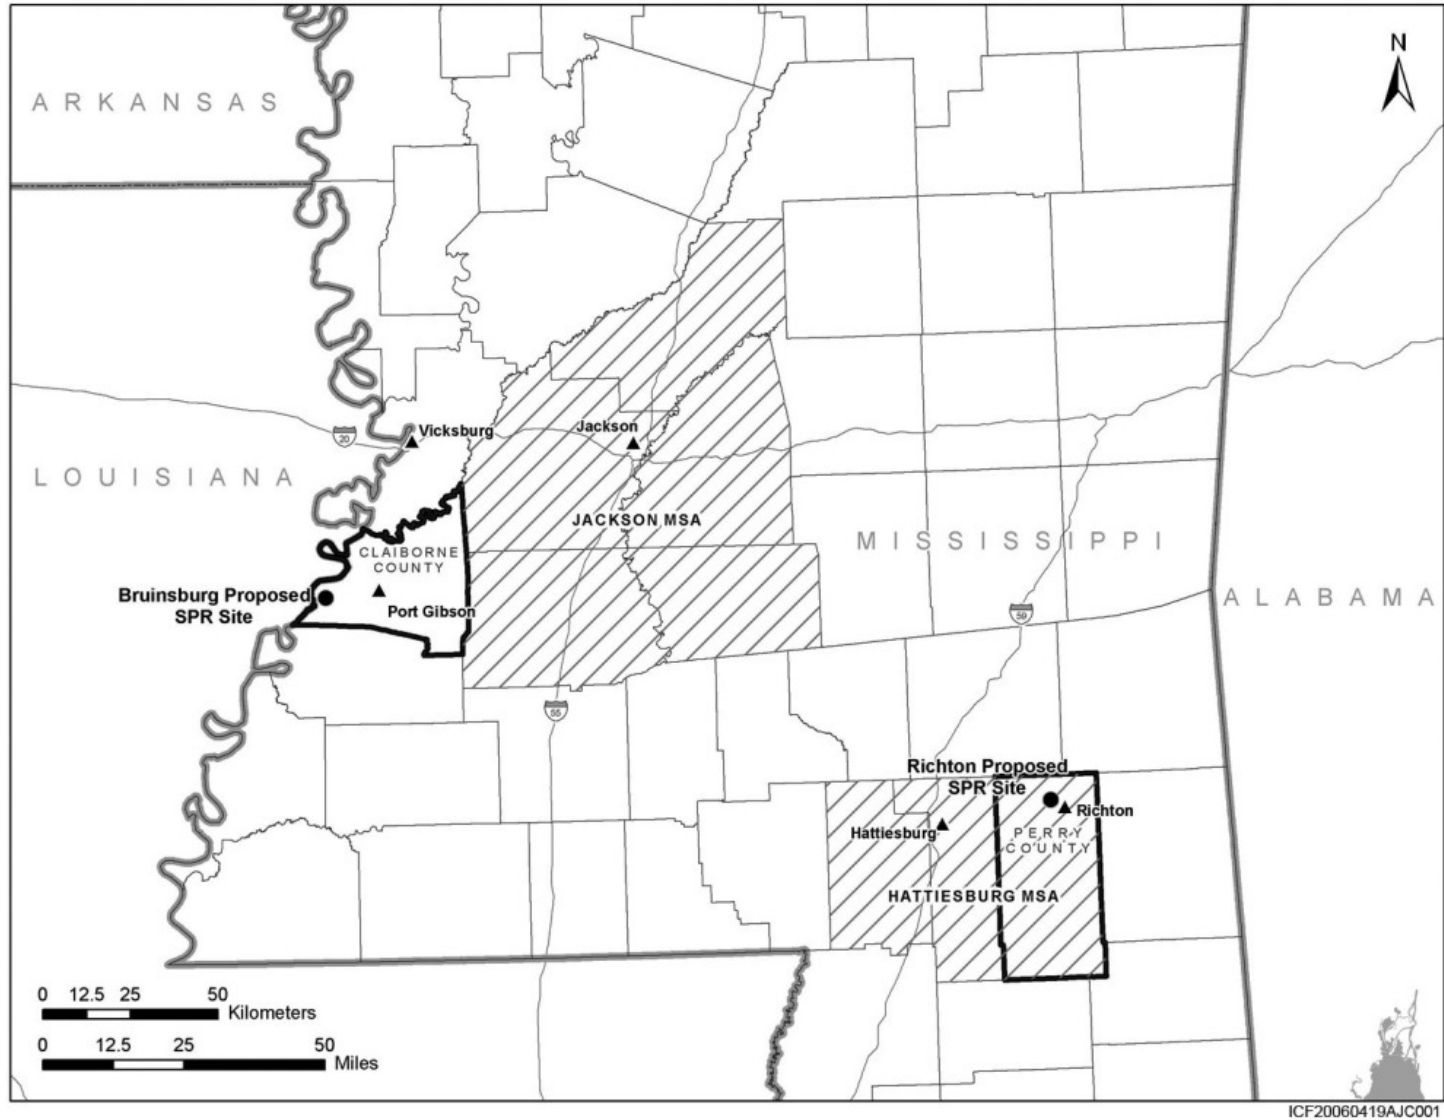 N
ARKANSAS
Vicksburg
20
Jackson
LOUISIANA
JACKSON MSA
MISSISSIPPI
CLAIBORNE
COUNTY
Bruinsburg Proposed
SPR Site
Port Gibson
ALABAMA
59
55
Richton Proposed
SPR Site
Richton
Hattiesburg
PERRY
COUNTY
HATTIESBURG MSA
0 12.5 25 50
Kilometers
0 12.5 25 50
Miles
ICF20060419AJC001